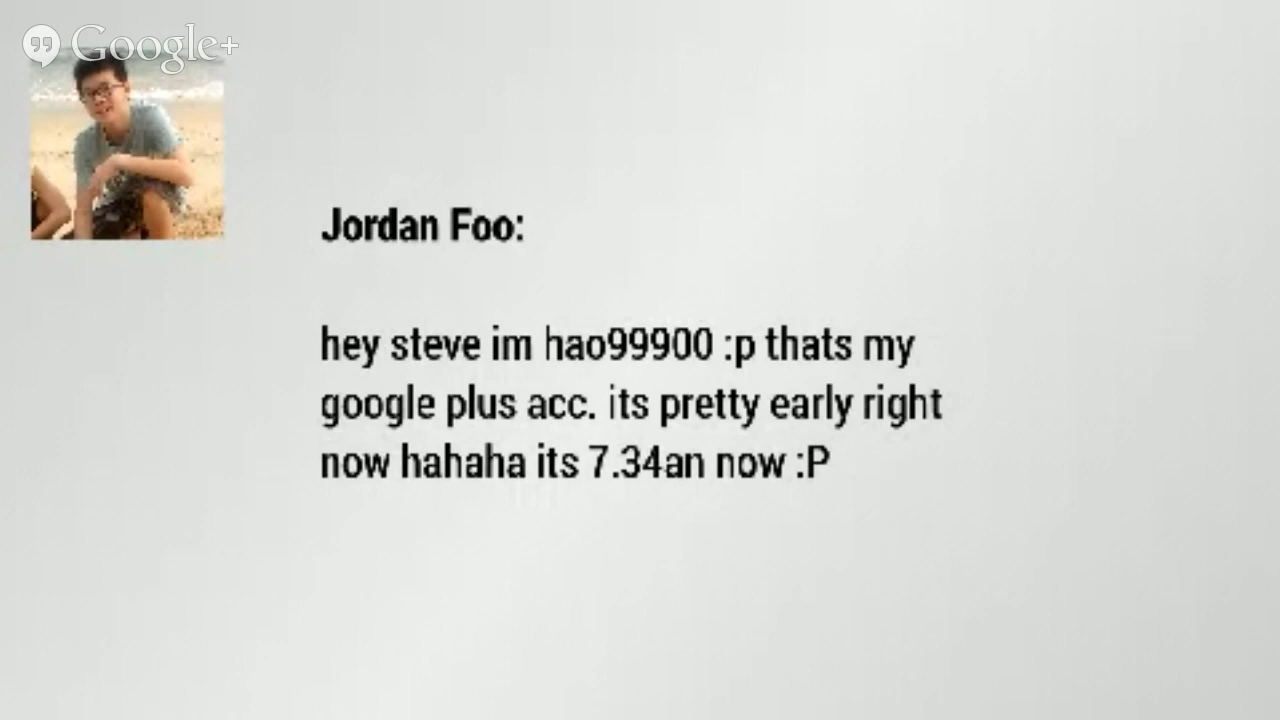 Google+
Jordan Foo:
hey steve im hao99900 :p thats my
google plus acc. its pretty early right
now hahaha its 7.34an now :P